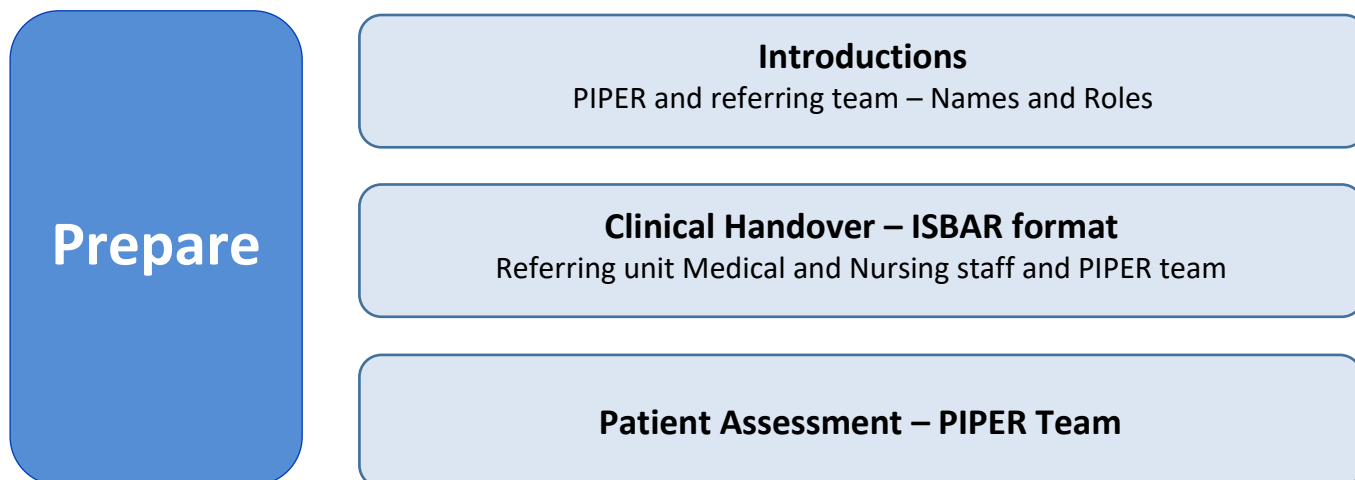 Prepare
Introductions
PIPER and referring team – Names and Roles
Clinical Handover – ISBAR format
Referring unit Medical and Nursing staff and PIPER team
Patient Assessment – PIPER Team